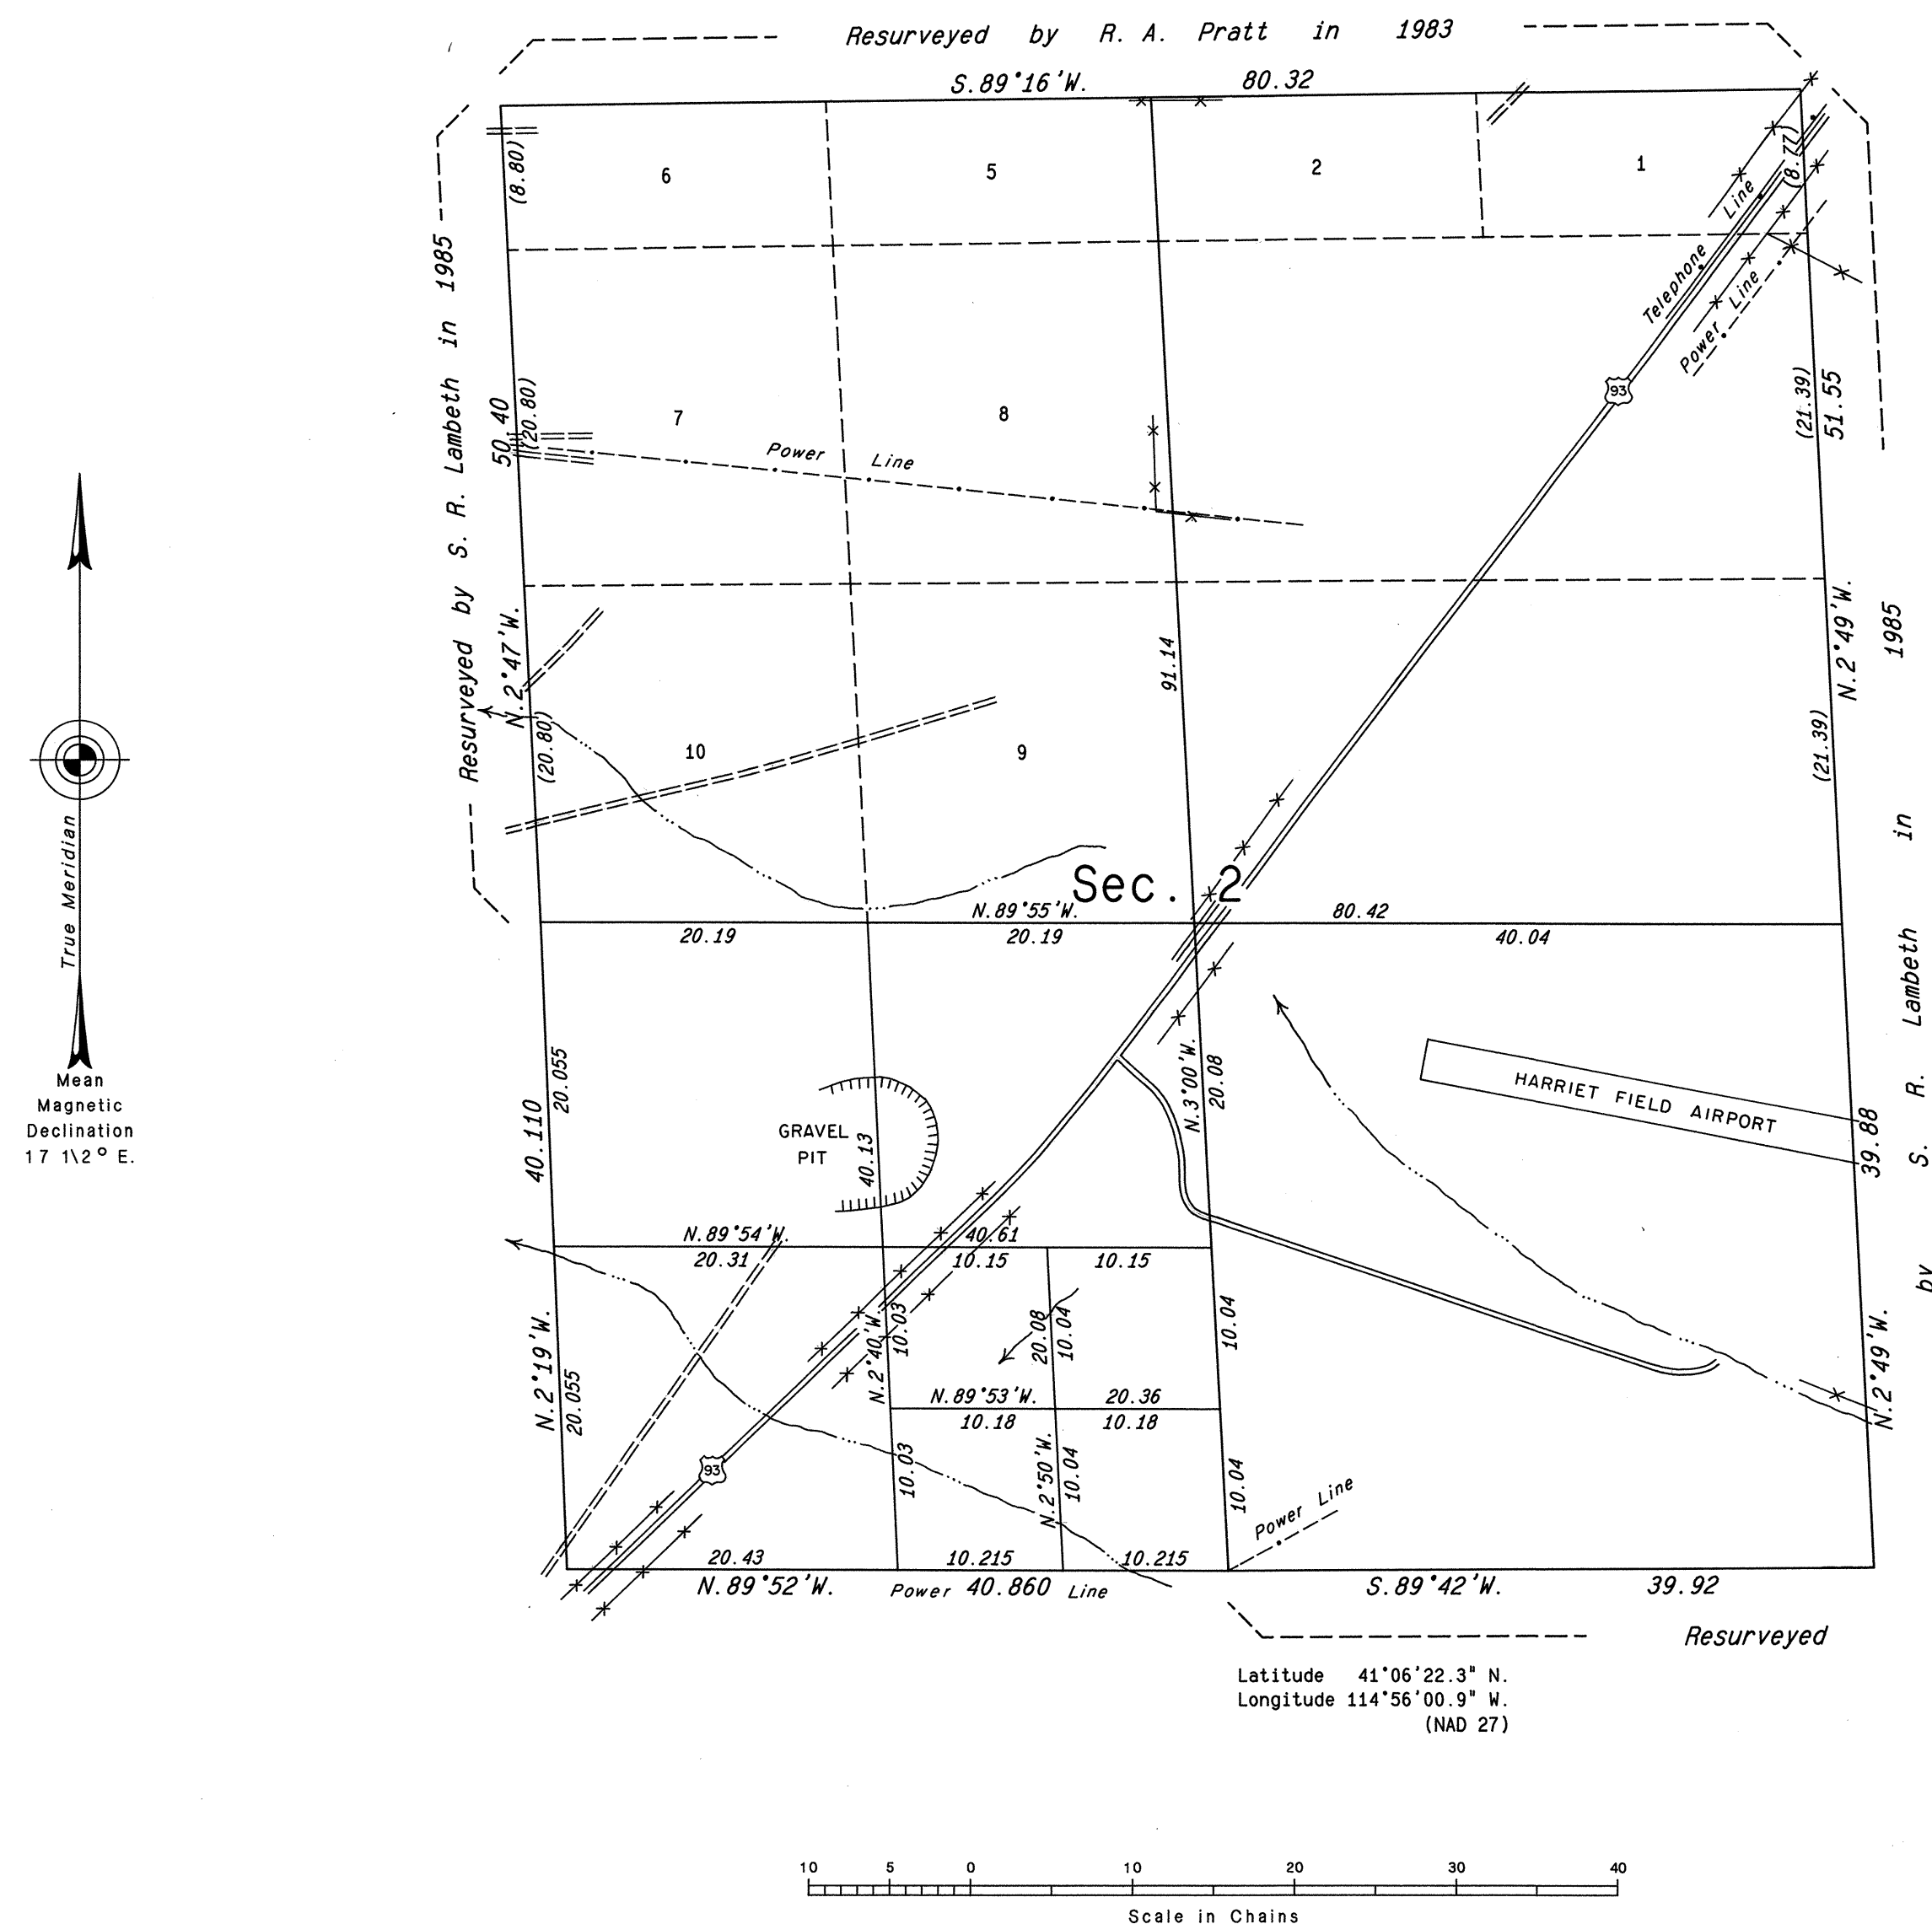 Resurveyed by R. A. Pratt in 1983
S.89°16'W. 80.32
(8.80)
6
5
2
1
(8.77)
Telephone Line
Power Line
93
Resurveyed by S. R. Lambeth in 1985
50.40
(20.80)
7
8
Power Line
(21.39)
51.55
N.2°47'W.
(20.80)
10
9
91.14
N.2°49'W.
(21.39)
Sec. 2
N.89°55'W. 80.42
20.19
20.19
40.04
True Meridian
Mean
Magnetic
Declination
17 1\2° E.
40.110
20.055
GRAVEL
PIT
40.13
N.3°00'W.
20.08
HARRIET FIELD AIRPORT
39.88
by S. R. Lambeth in 1985
N.89°54'W. 40.61
20.31
10.15
10.15
N.2°19'W.
20.055
N.2°40'W.
10.03
20.08
10.04
10.04
N.2°49'W.
N.89°53'W. 20.36
10.18
10.18
93
10.03
N.2°50'W.
10.04
10.04
Power Line
20.43
10.215
10.215
N.89°52'W. 40.860
Power Line
S.89°42'W. 39.92
Resurveyed
Latitude 41°06'22.3" N.
Longitude 114°56'00.9" W.
(NAD 27)
10 5 0 10 20 30 40
Scale in Chains